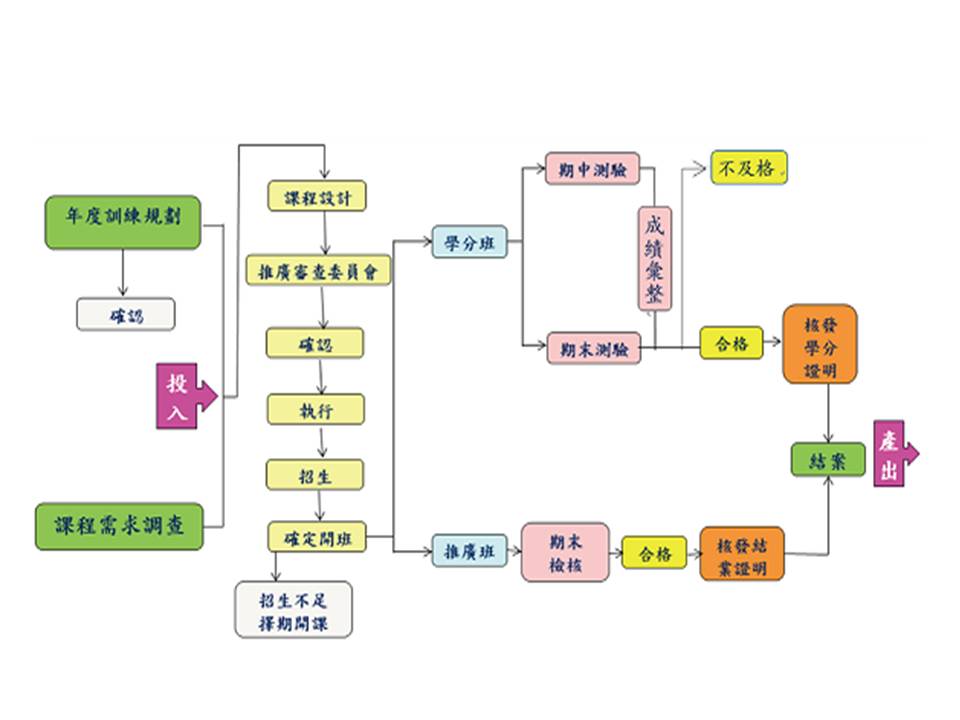 年度訓練規劃
確認
投
入
課程需求調查
課程設計
推廣審查委員會
確認
執行
招生
確定開班
招生不足
擇期開課
學分班
期中測驗
成
績
彙
整
期末測驗
不及格
合格
核發
學分
證明
推廣班
期末
檢核
合格
核發結
業證明
結案
產
出